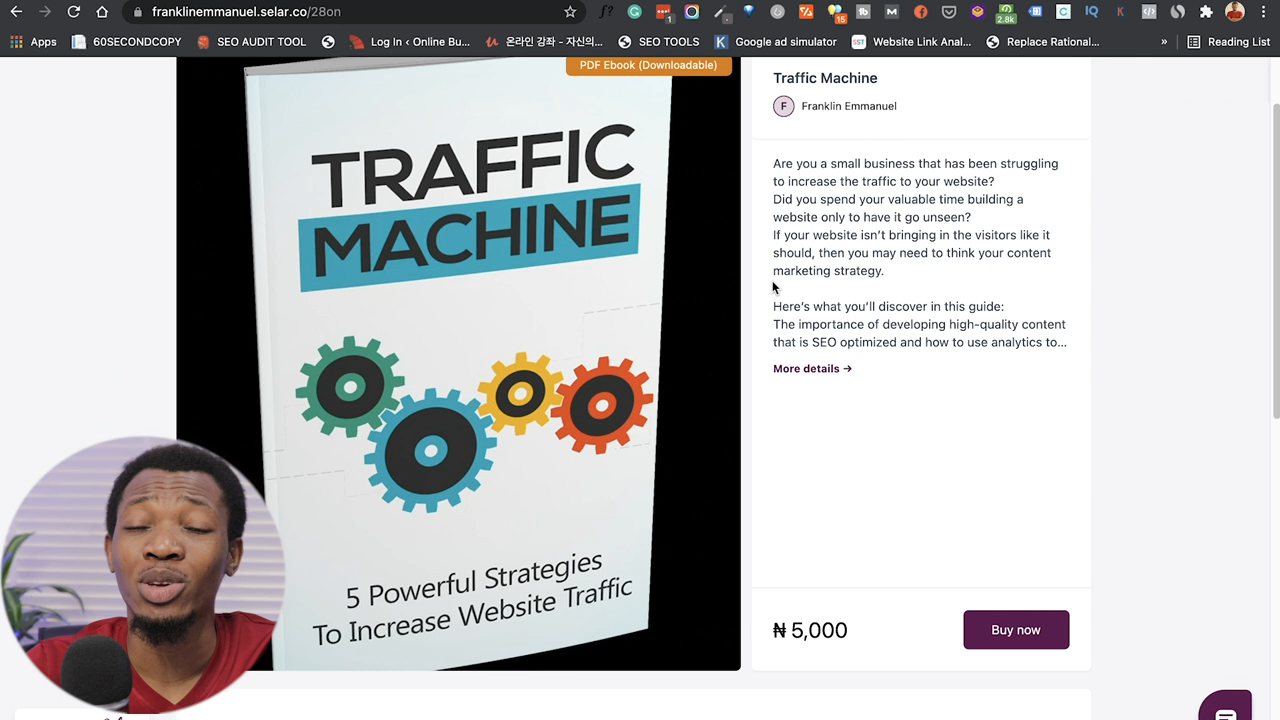 franklinemmanuel.selar.co/28on
Apps
60SECONDCOPY
SEO AUDIT TOOL
Log In ‹ Online Bu...
온라인 강좌 - 자신의...
SEO TOOLS
Google ad simulator
Website Link Anal...
Replace Rational...
»
Reading List
PDF Ebook (Downloadable)
TRAFFIC
MACHINE
5 Powerful Strategies
To Increase Website Traffic
Traffic Machine
F Franklin Emmanuel
Are you a small business that has been struggling
to increase the traffic to your website?
Did you spend your valuable time building a
website only to have it go unseen?
If your website isn't bringing in the visitors like it
should, then you may need to think your content
marketing strategy.
Here's what you'll discover in this guide:
The importance of developing high-quality content
that is SEO optimized and how to use analytics to...
More details →
₦ 5,000
Buy now